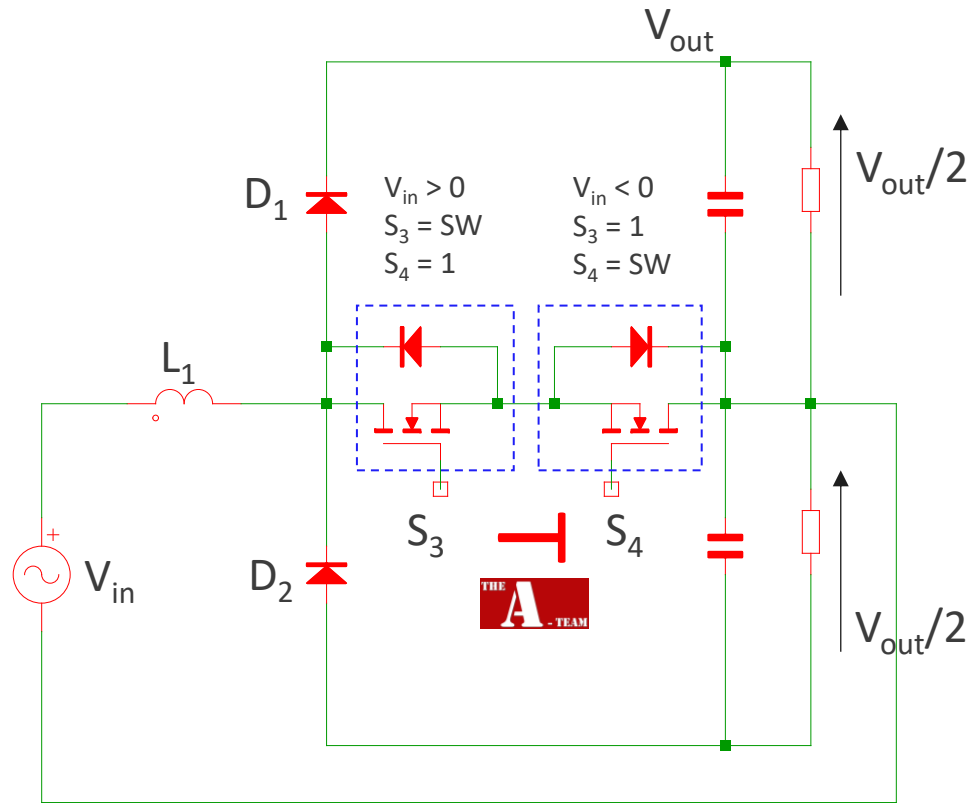 Vout
D1
Vin > 0
S3 = SW
S4 = 1
Vin < 0
S3 = 1
S4 = SW
Vout/2
L1
S3
S4
+
Vin
D2
THE
A
- TEAM
Vout/2